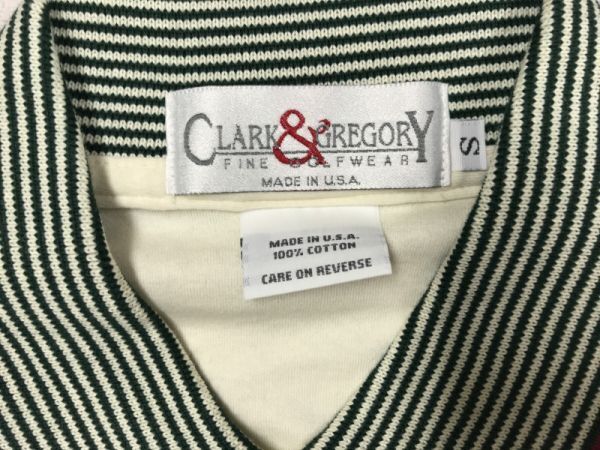 CLARK & GREGORY
FINE GOLFWEAR
MADE IN U.S.A.
S
MADE IN U.S.A.
100% COTTON
CARE ON REVERSE